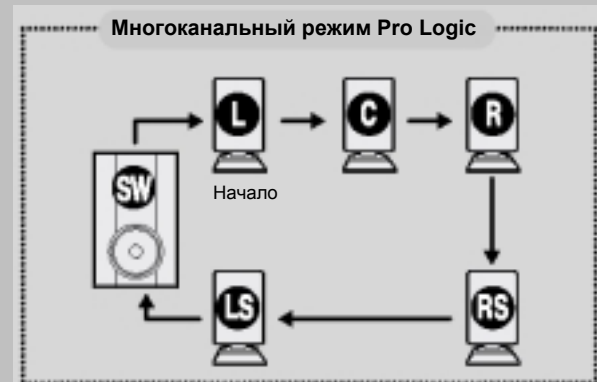 Многоканальный режим Pro Logic
L
C
R
SW
Начало
LS
RS